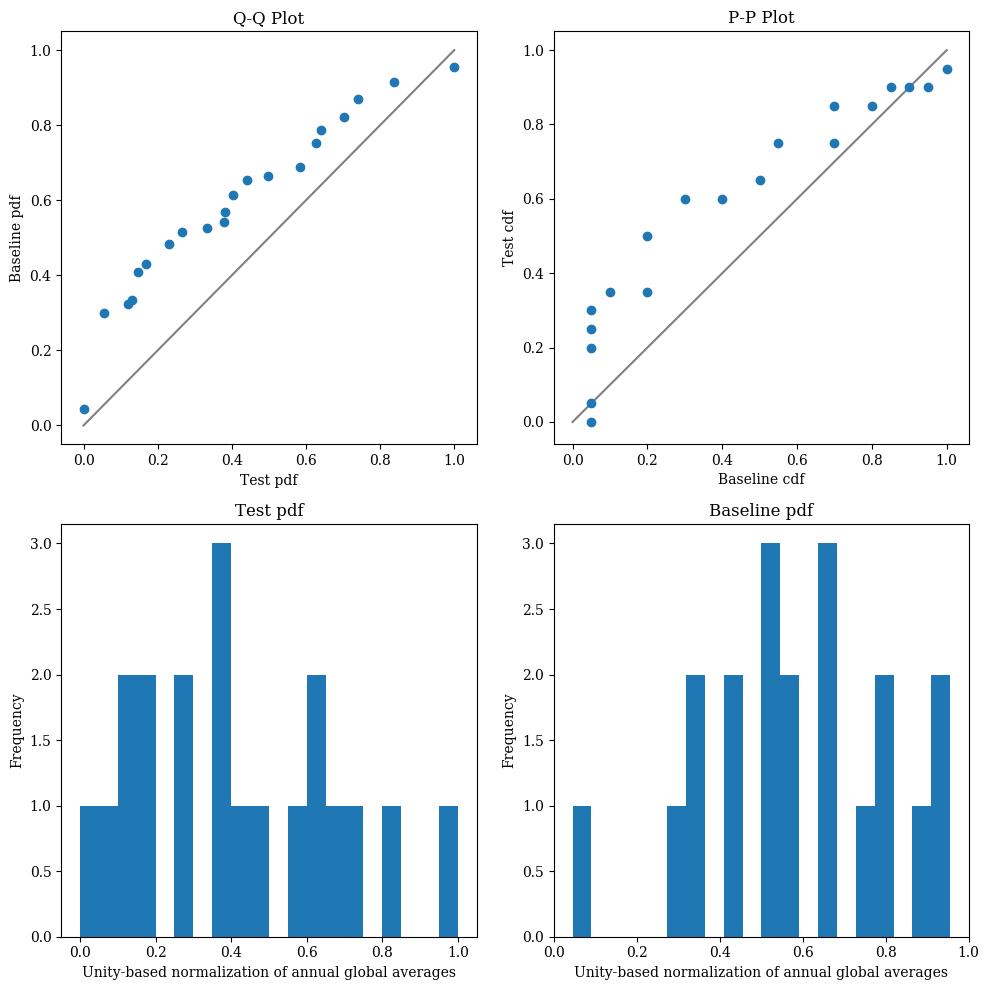 Q-Q Plot
1.0
0.8
0.6
0.4
0.2
0.0
Baseline pdf
0.0 0.2 0.4 0.6 0.8 1.0
Test pdf
P-P Plot
1.0
0.8
0.6
0.4
0.2
0.0
Test cdf
0.0 0.2 0.4 0.6 0.8 1.0
Baseline cdf
Test pdf
3.0
2.5
2.0
1.5
1.0
0.5
0.0
Frequency
0.0 0.2 0.4 0.6 0.8 1.0
Unity-based normalization of annual global averages
Baseline pdf
3.0
2.5
2.0
1.5
1.0
0.5
0.0
Frequency
0.0 0.2 0.4 0.6 0.8 1.0
Unity-based normalization of annual global averages